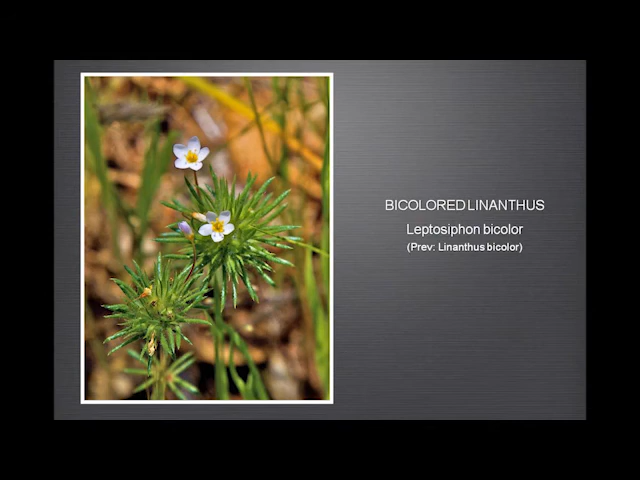 BICOLORED LINANTHUS
Leptosiphon bicolor
(Prev: Linanthus bicolor)